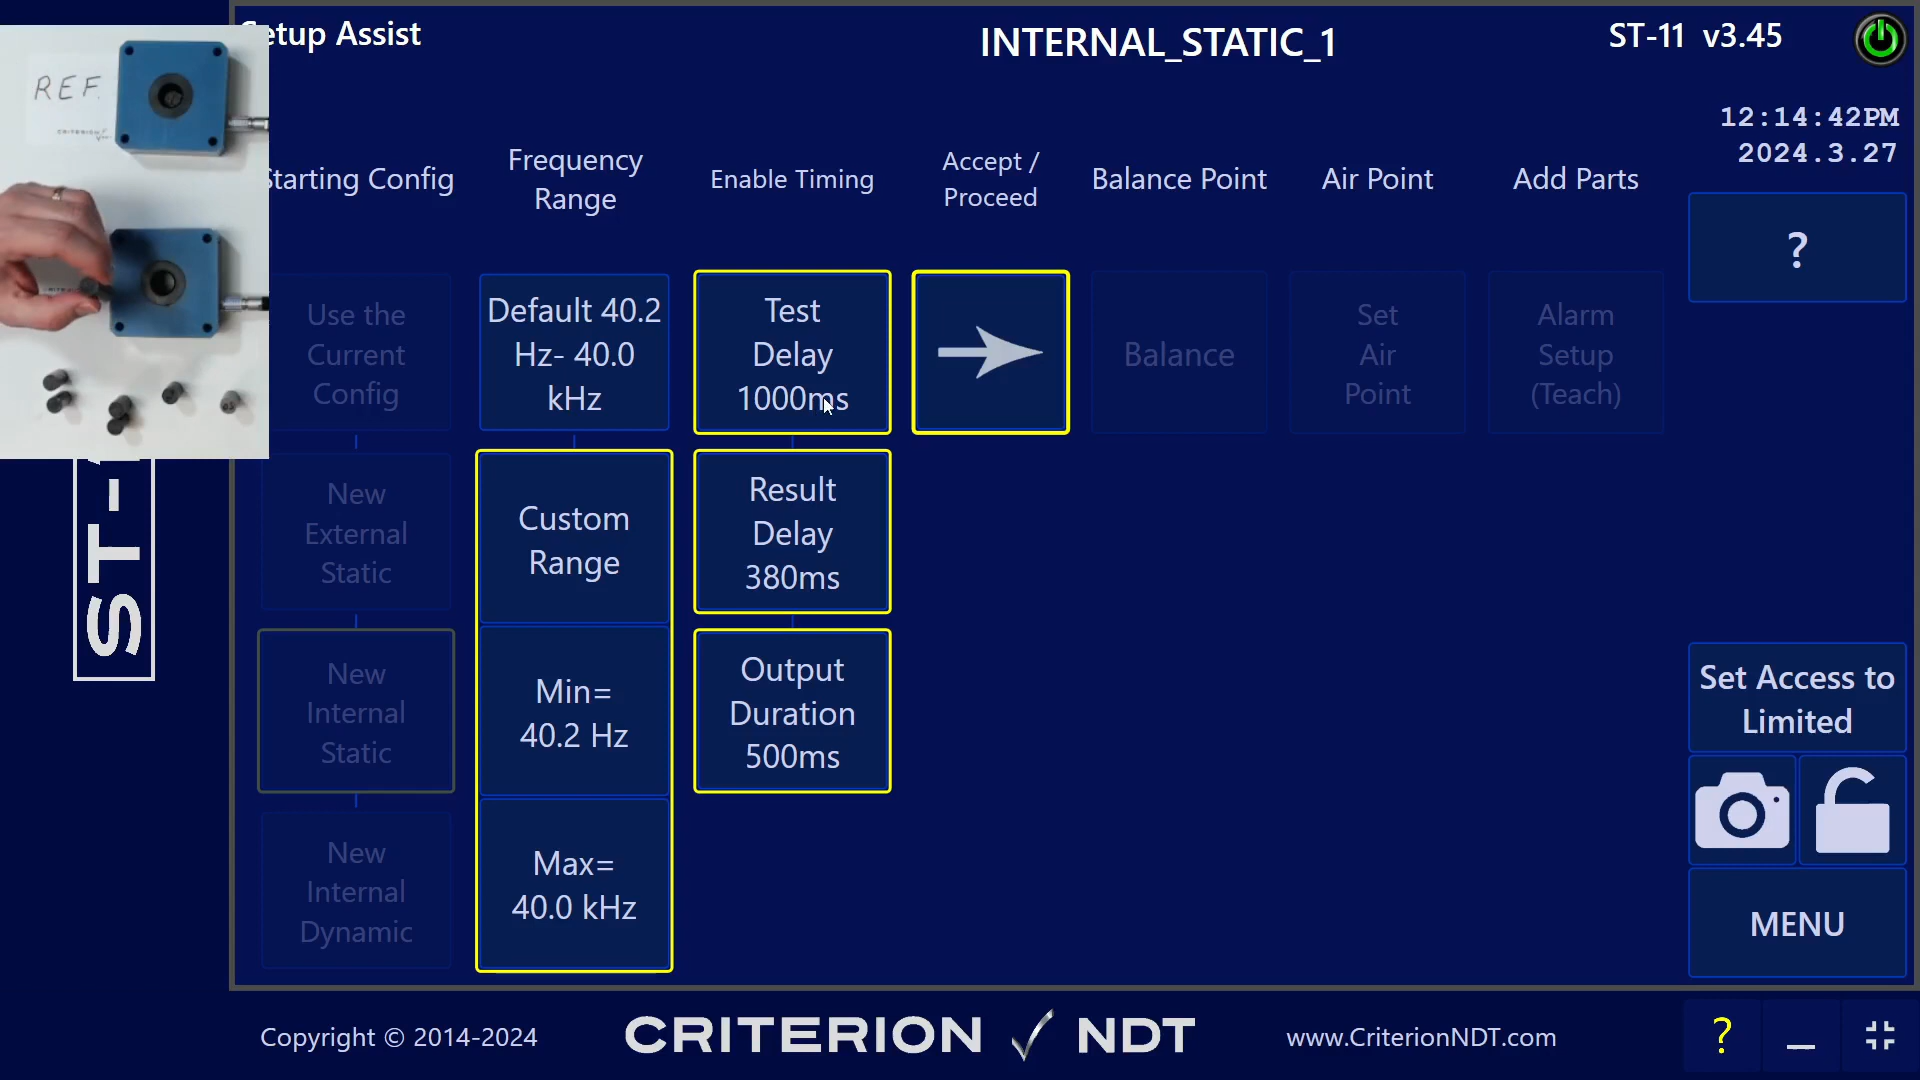 Setup Assist
INTERNAL_STATIC_1
ST-11 v3.45
12:14:42PM
2024.3.27
REF.
CRITERION
Starting Config
Frequency
Range
Enable Timing
Accept /
Proceed
Balance Point
Air Point
Add Parts
?
Use the
Current
Config
Default 40.2
Hz- 40.0
kHz
Test
Delay
1000ms
Balance
Set
Air
Point
Alarm
Setup
(Teach)
New
External
Static
Custom
Range
Result
Delay
380ms
New
Internal
Static
Min=
40.2 Hz
Output
Duration
500ms
New
Internal
Dynamic
Max=
40.0 kHz
Set Access to
Limited
MENU
ST-
Copyright © 2014-2024
CRITERION NDT
www.CriterionNDT.com
?